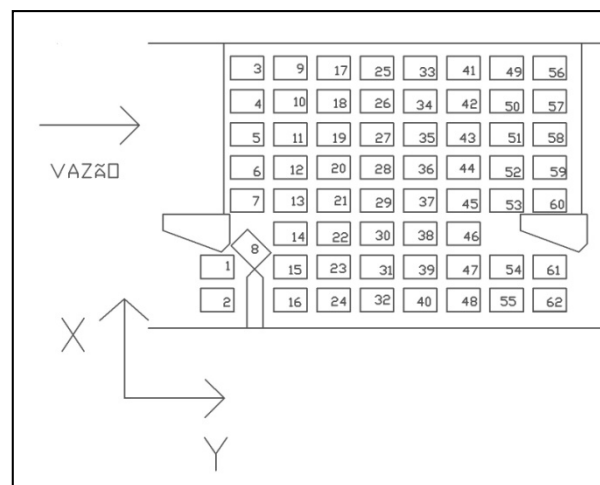 3 9 17 25 33 41 49 56
4 10 18 26 34 42 50 57
5 11 19 27 35 43 51 58
VAZÃO
6 12 20 28 36 44 52 59
7 13 21 29 37 45 53 60
8 14 22 30 38 46
1 15 23 31 39 47 54 61
2 16 24 32 40 48 55 62
X
Y